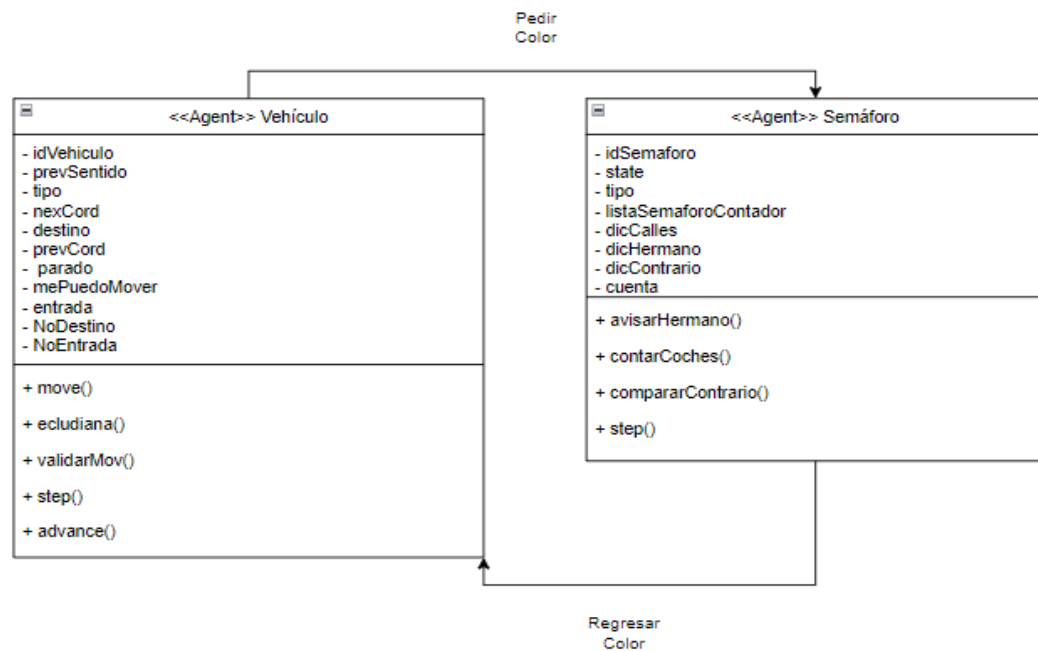 Pedir
Color
<<Agent>> Vehículo
- idVehiculo
- prevSentido
- tipo
- nexCord
- destino
- prevCord
- parado
- mePuedoMover
- entrada
- NoDestino
- NoEntrada
+ move()
+ ecludiana()
+ validarMov()
+ step()
+ advance()
<<Agent>> Semáforo
- idSemaforo
- state
- tipo
- listaSemaforoContador
- dicCalles
- dicHermano
- dicContrario
- cuenta
+ avisarHermano()
+ contarCoches()
+ compararContrario()
+ step()
Regresar
Color